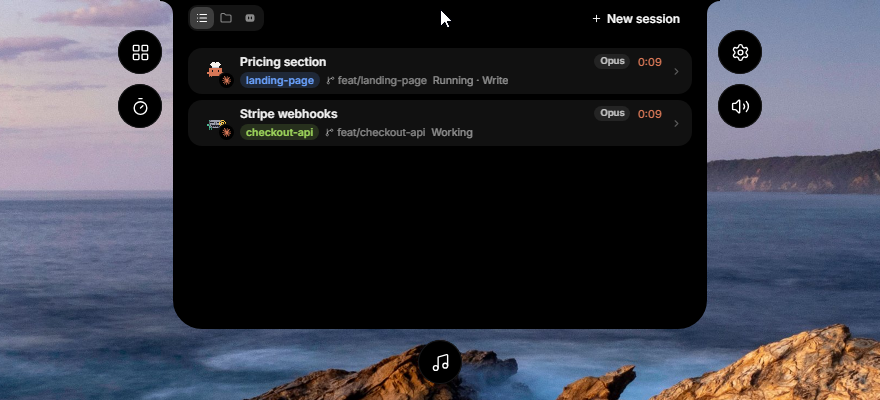 + New session
Pricing section
Opus 0:09
landing-page feat/landing-page Running · Write
Stripe webhooks
Opus 0:09
checkout-api feat/checkout-api Working